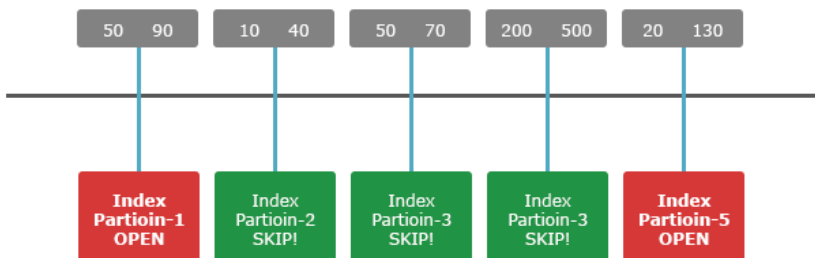 50 90
10 40
50 70
200 500
20 130
Index
Partioin-1
OPEN
Index
Partioin-2
SKIP!
Index
Partioin-3
SKIP!
Index
Partioin-3
SKIP!
Index
Partioin-5
OPEN